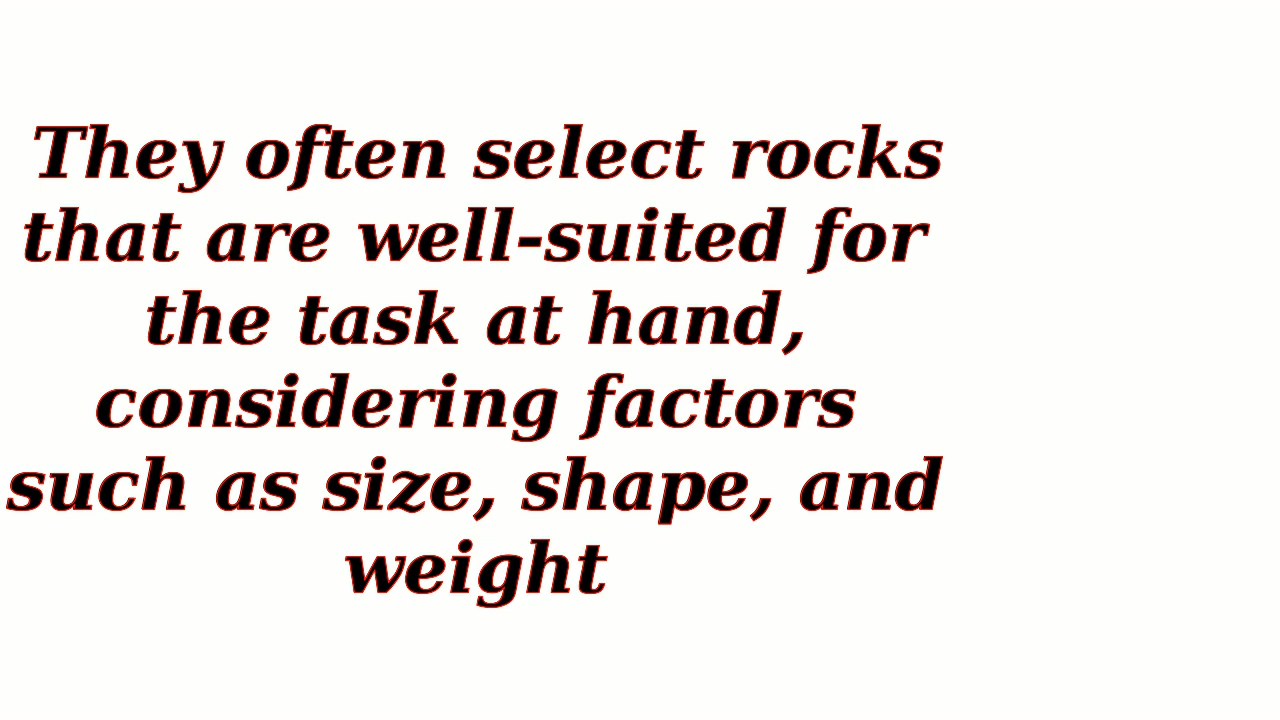 They often select rocks
that are well-suited for
the task at hand,
considering factors
such as size, shape, and
weight